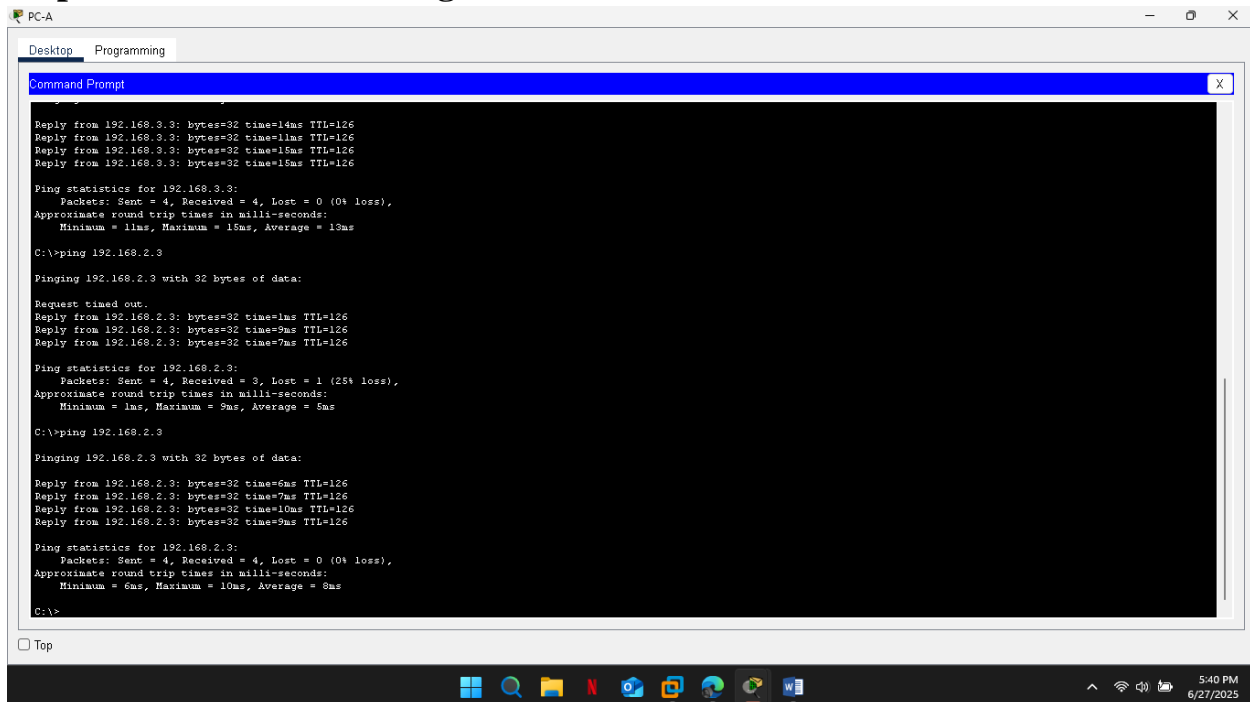 PC-A
Desktop Programming
Command Prompt
X
Reply from 192.168.3.3: bytes=32 time=14ms TTL=126
Reply from 192.168.3.3: bytes=32 time=11ms TTL=126
Reply from 192.168.3.3: bytes=32 time=15ms TTL=126
Reply from 192.168.3.3: bytes=32 time=15ms TTL=126
Ping statistics for 192.168.3.3:
Packets: Sent = 4, Received = 4, Lost = 0 (0% loss),
Approximate round trip times in milli-seconds:
Minimum = 11ms, Maximum = 15ms, Average = 13ms
C:\>ping 192.168.2.3
Pinging 192.168.2.3 with 32 bytes of data:
Request timed out.
Reply from 192.168.2.3: bytes=32 time=1ms TTL=126
Reply from 192.168.2.3: bytes=32 time=9ms TTL=126
Reply from 192.168.2.3: bytes=32 time=7ms TTL=126
Ping statistics for 192.168.2.3:
Packets: Sent = 4, Received = 3, Lost = 1 (25% loss),
Approximate round trip times in milli-seconds:
Minimum = 1ms, Maximum = 9ms, Average = 5ms
C:\>ping 192.168.2.3
Pinging 192.168.2.3 with 32 bytes of data:
Reply from 192.168.2.3: bytes=32 time=6ms TTL=126
Reply from 192.168.2.3: bytes=32 time=7ms TTL=126
Reply from 192.168.2.3: bytes=32 time=10ms TTL=126
Reply from 192.168.2.3: bytes=32 time=9ms TTL=126
Ping statistics for 192.168.2.3:
Packets: Sent = 4, Received = 4, Lost = 0 (0% loss),
Approximate round trip times in milli-seconds:
Minimum = 6ms, Maximum = 10ms, Average = 8ms
C:\>
Top
5:40 PM
6/27/2025